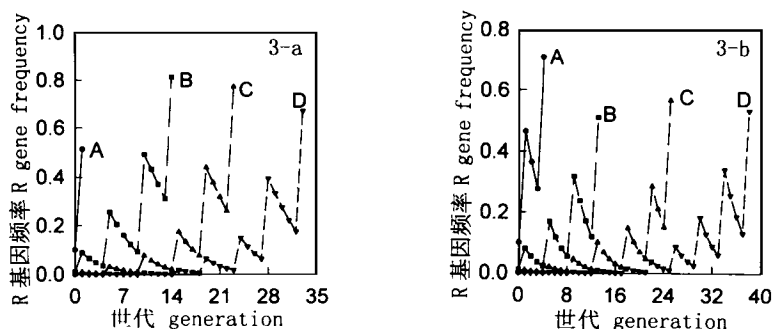 R 基因频率 R gene frequency
1.0
0.8
0.6
0.4
0.2
0.0
3-a
A
B
C
D
0 7 14 21 28 35
世代 generation
R 基因频率 R gene frequency
0.8
0.6
0.4
0.2
0.0
3-b
A
B
C
D
0 8 16 24 32 40
世代 generation